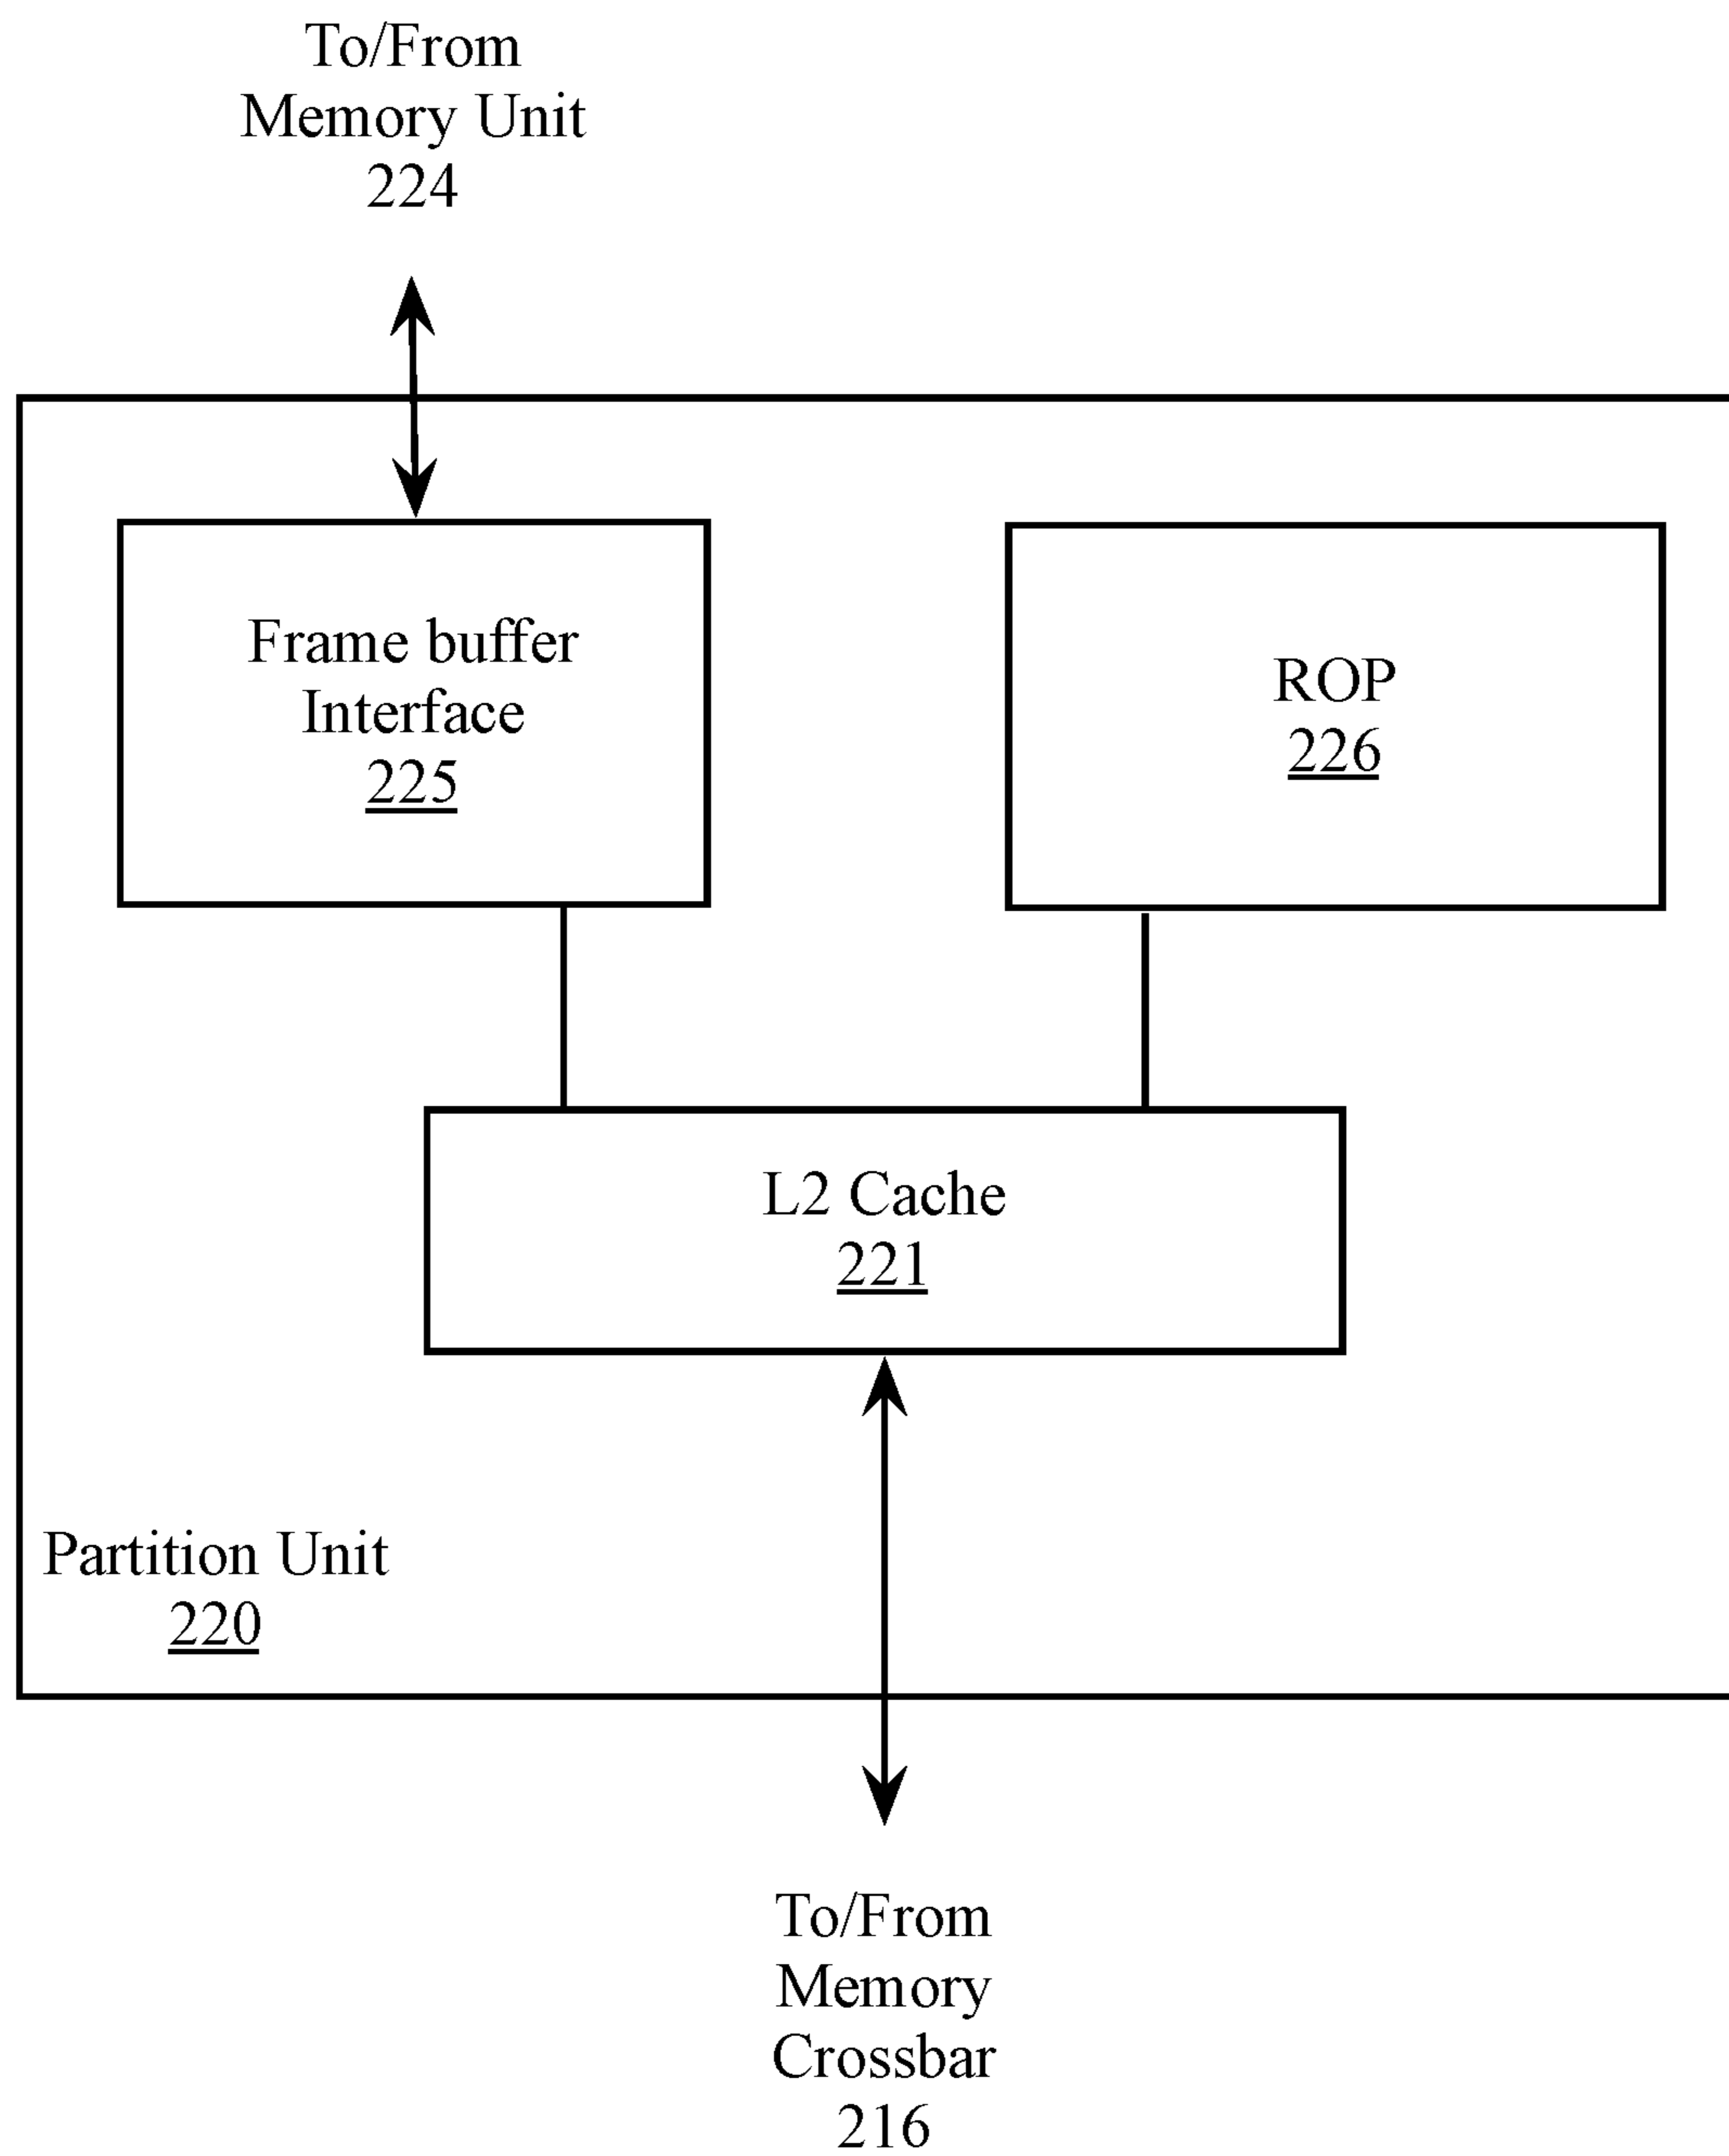 To/From
Memory Unit
224
Frame buffer
Interface
225
ROP
226
L2 Cache
221
Partition Unit
220
To/From
Memory
Crossbar
216